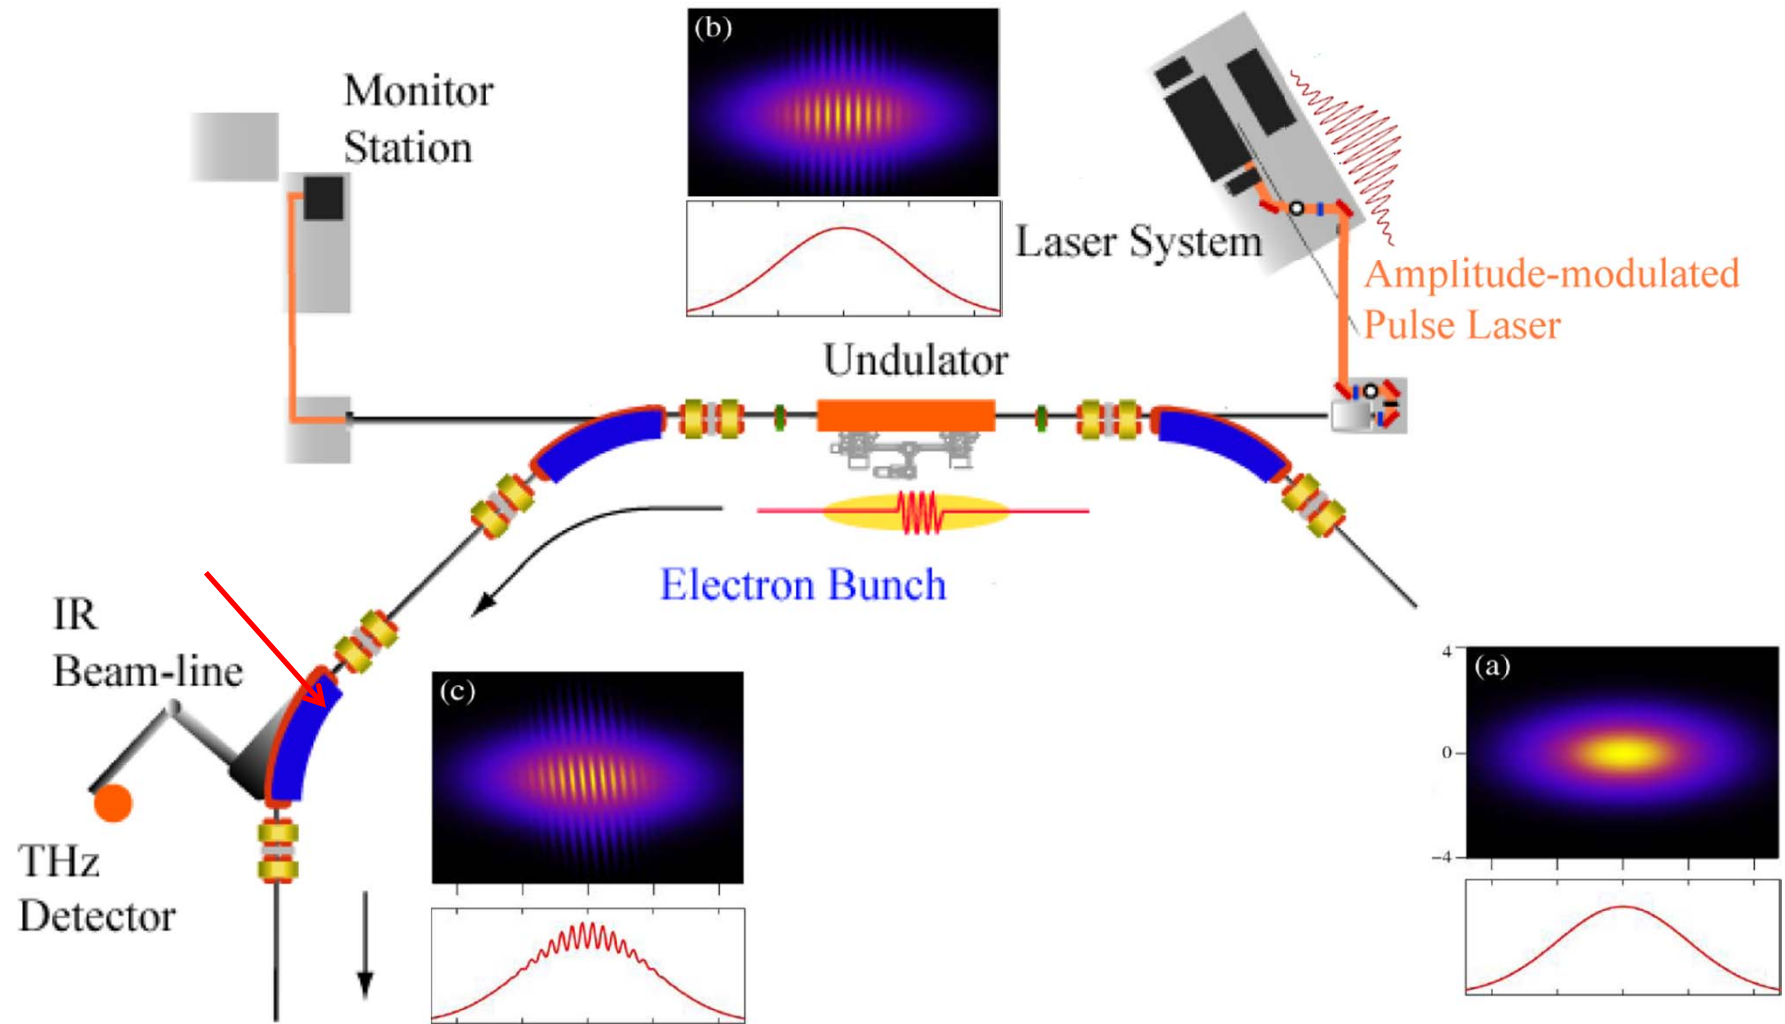 (b)
Monitor
Station
Laser System
Amplitude-modulated
Pulse Laser
Undulator
Electron Bunch
IR
Beam-line
(c)
(a)
4
0
−4
THz
Detector